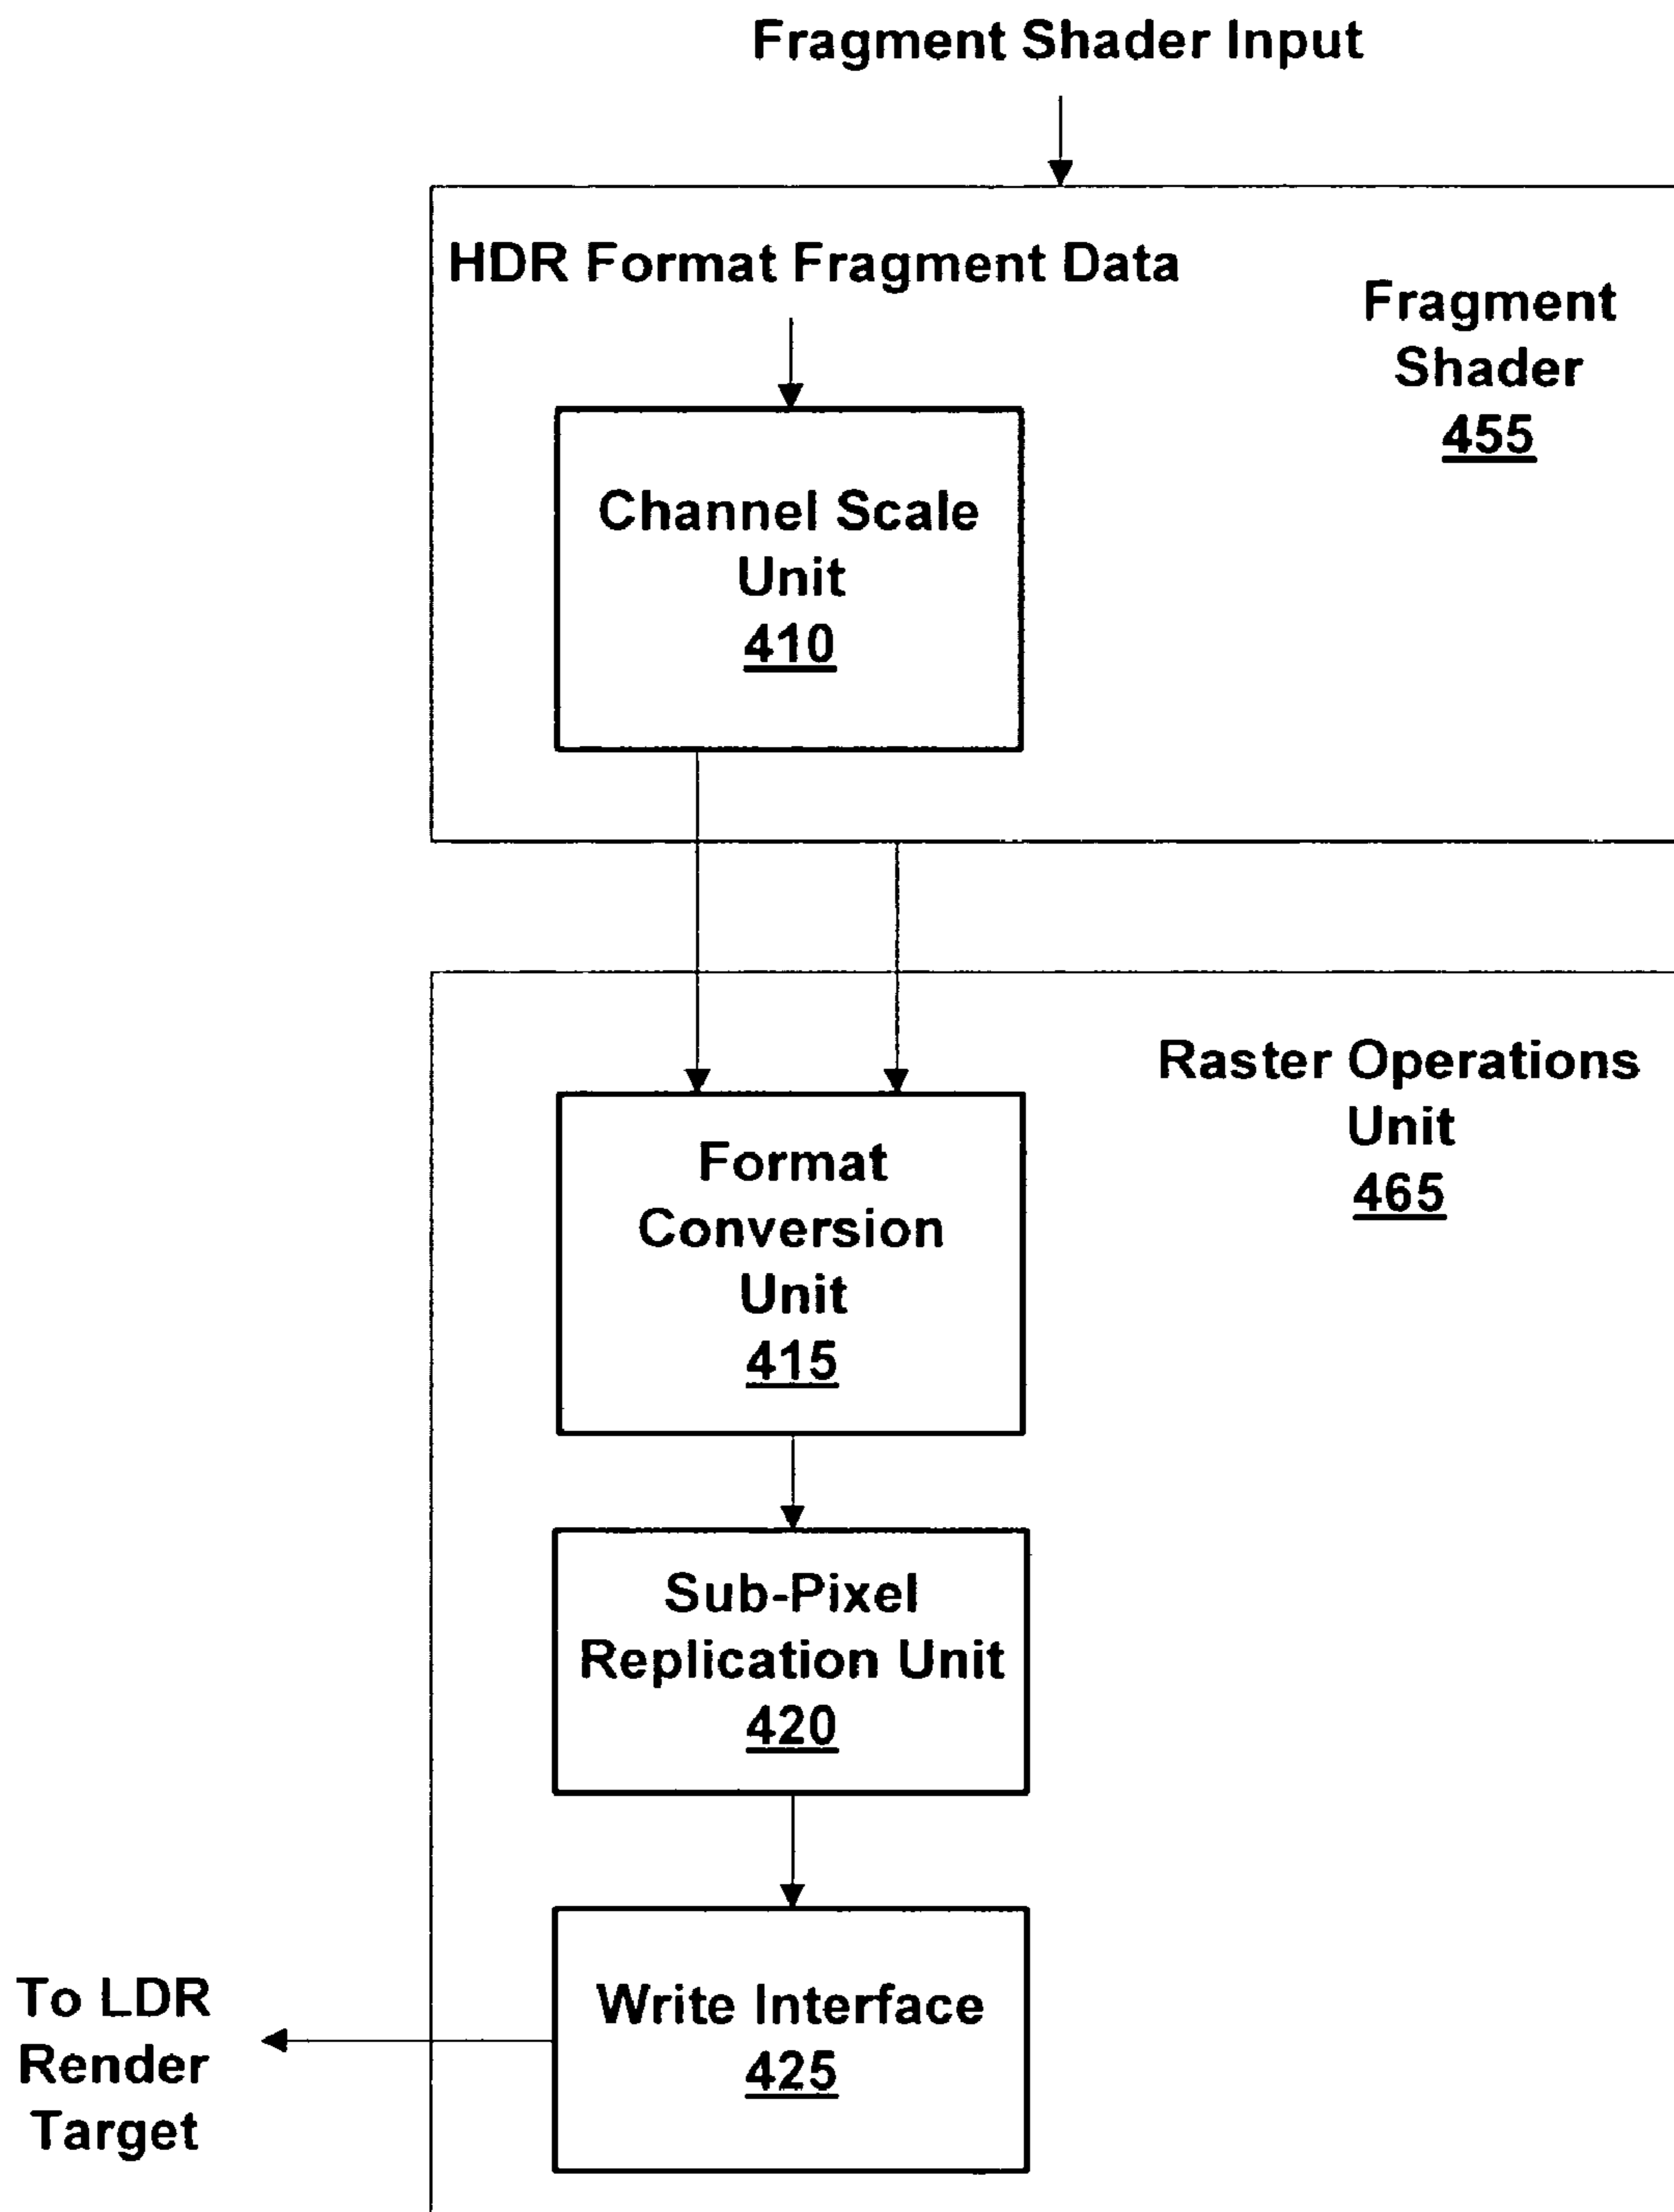 Fragment Shader Input
HDR Format Fragment Data
Fragment
Shader
455
Channel Scale
Unit
410
Raster Operations
Unit
465
Format
Conversion
Unit
415
Sub-Pixel
Replication Unit
420
Write Interface
425
To LDR
Render
Target